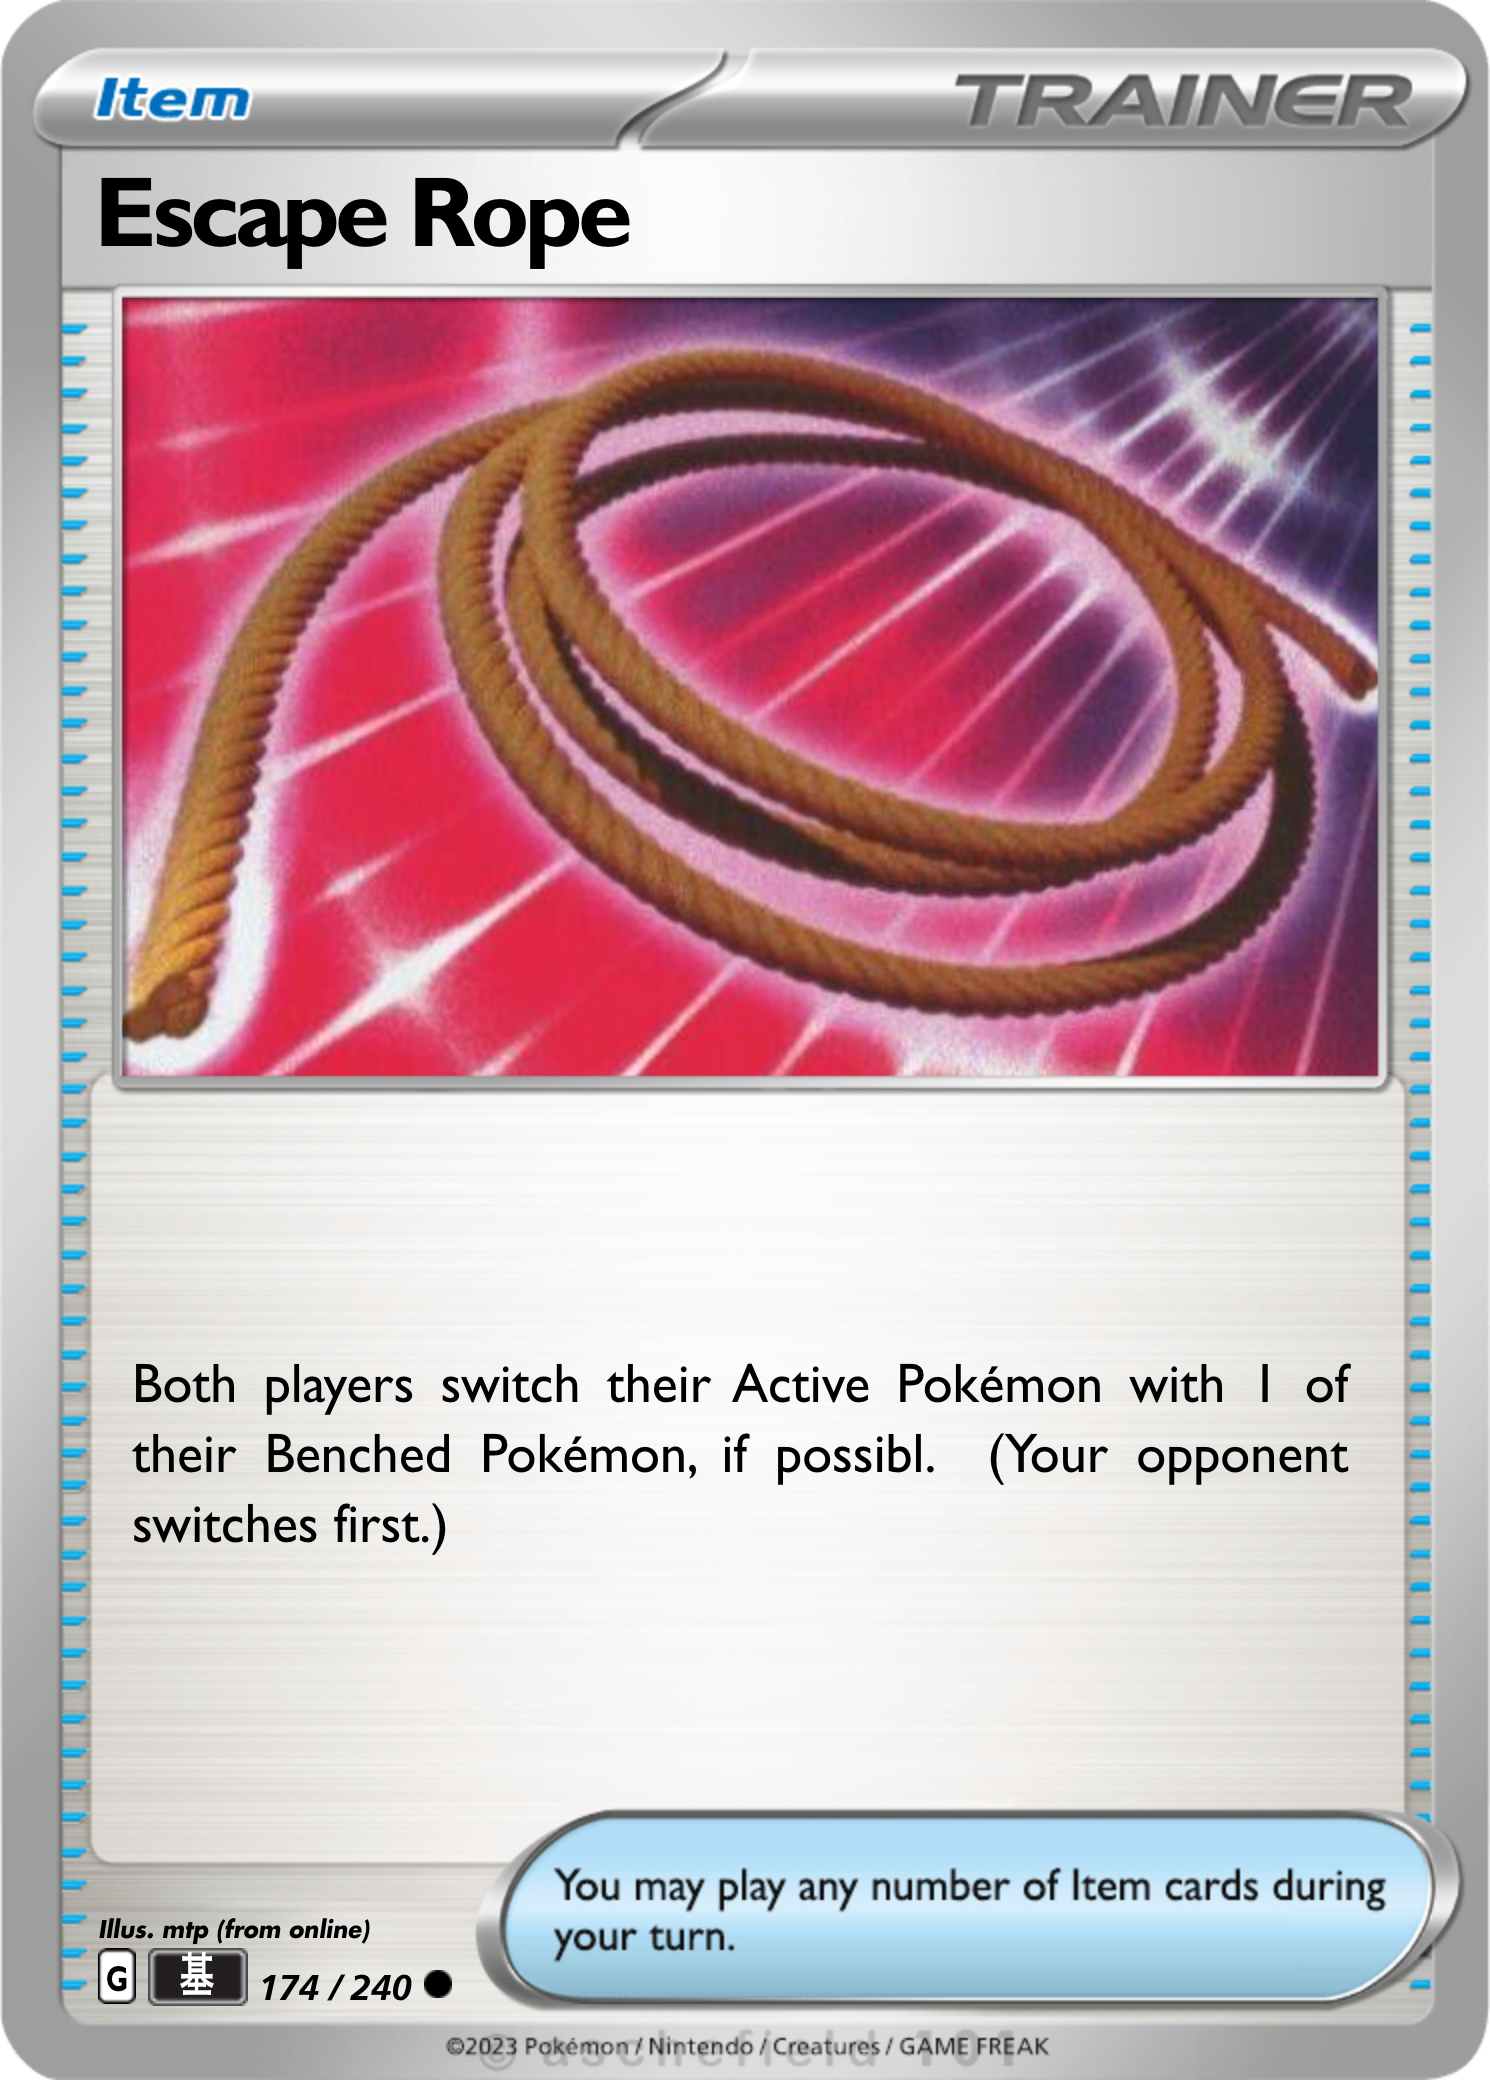 Item
TRAINER
Escape Rope
Both players switch their Active Pokémon with 1 of
their Benched Pokémon, if possibl.  (Your opponent
switches first.)
You may play any number of Item cards during
your turn.
Illus. mtp (from online)
G 基 174 / 240
©2023 Pokémon / Nintendo / Creatures / GAME FREAK